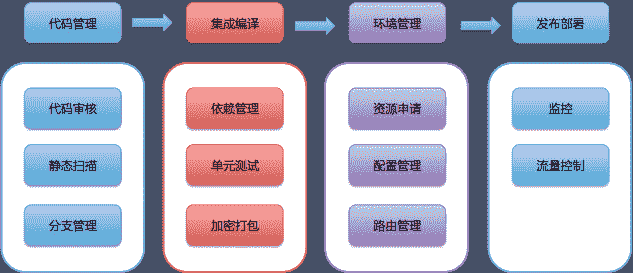 代码管理
集成编译
环境管理
发布部署
代码审核
静态扫描
分支管理
依赖管理
单元测试
加密打包
资源申请
配置管理
路由管理
监控
流量控制